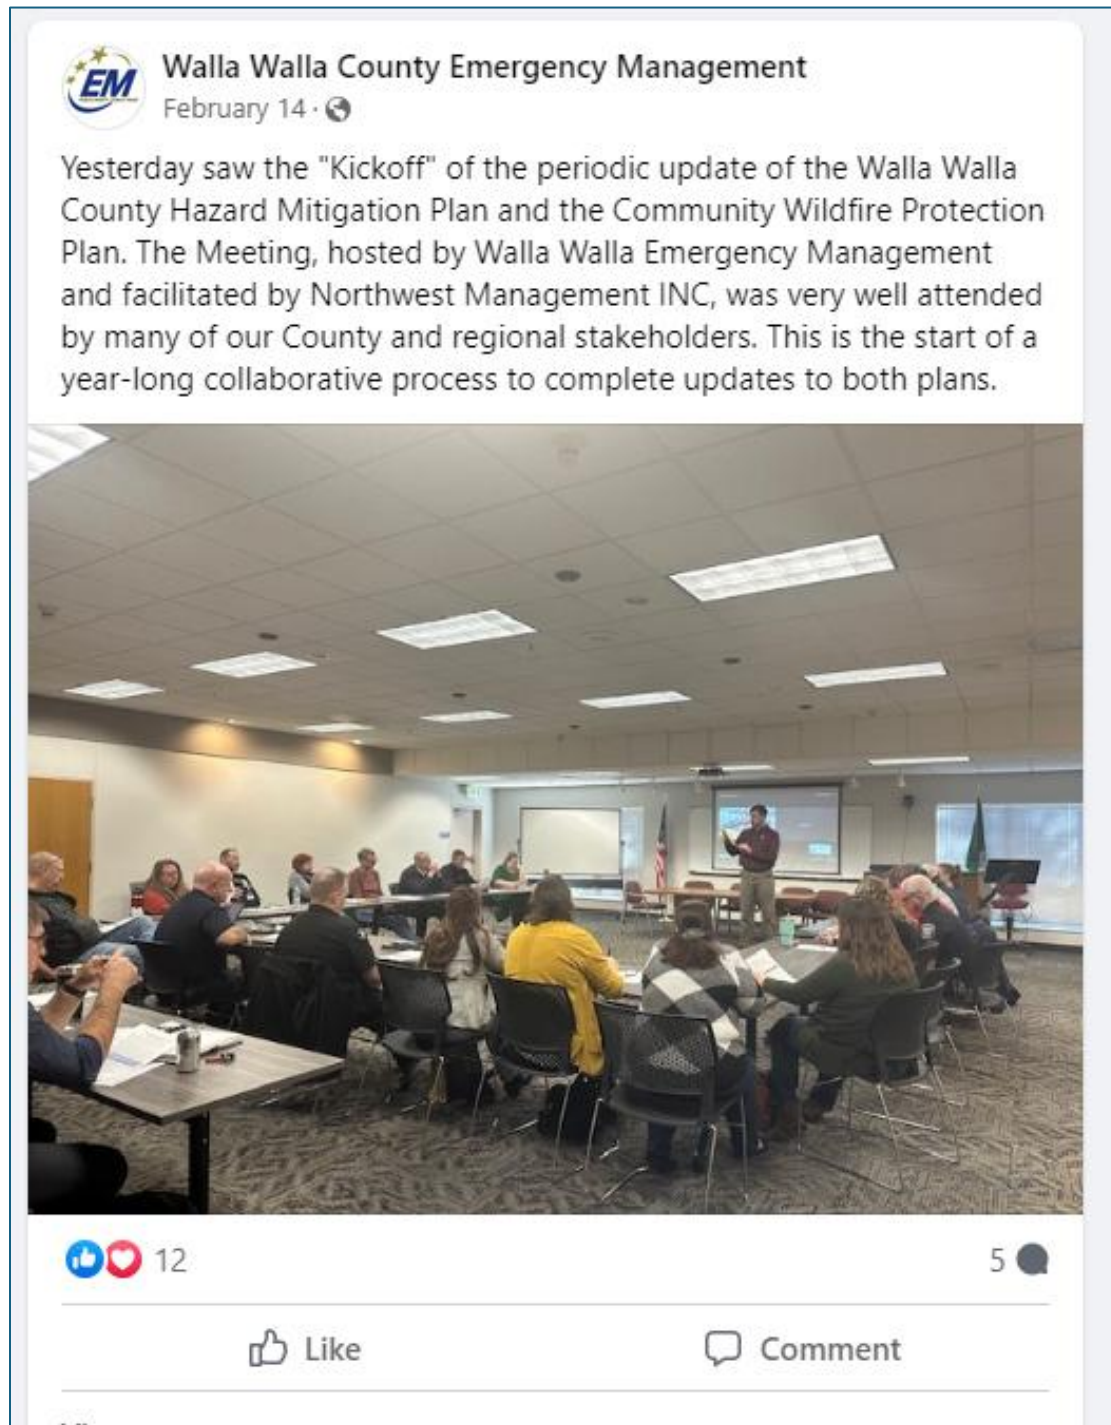 EM
Walla Walla County Emergency Management
February 14 ·
Yesterday saw the "Kickoff" of the periodic update of the Walla Walla
County Hazard Mitigation Plan and the Community Wildfire Protection
Plan. The Meeting, hosted by Walla Walla Emergency Management
and facilitated by Northwest Management INC, was very well attended
by many of our County and regional stakeholders. This is the start of a
year-long collaborative process to complete updates to both plans.
12
5
Like
Comment